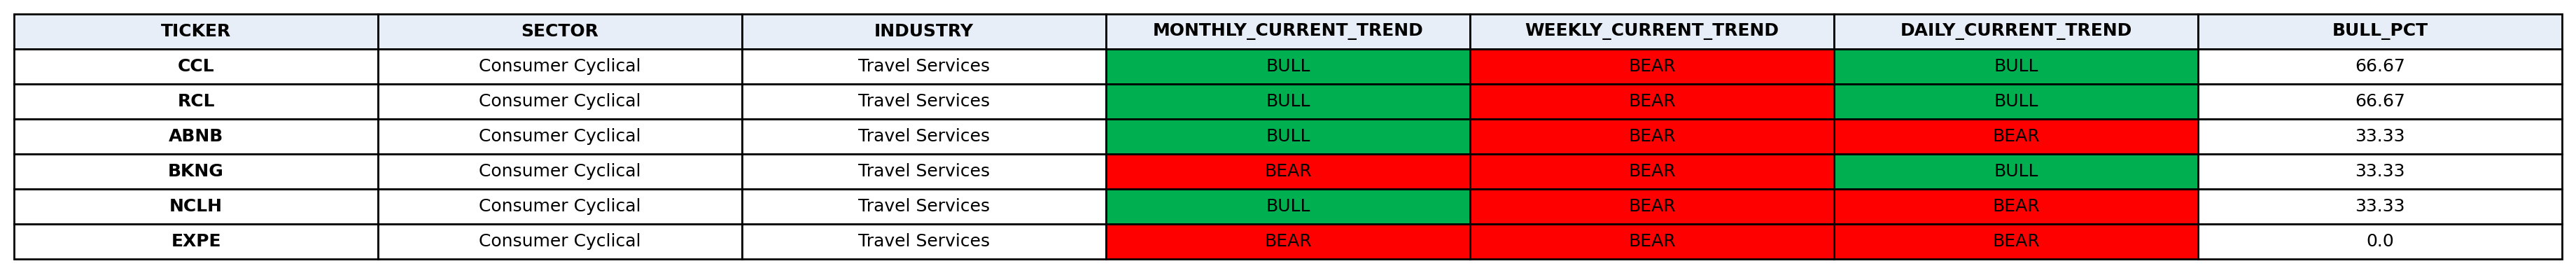 TICKER SECTOR INDUSTRY MONTHLY_CURRENT_TREND WEEKLY_CURRENT_TREND DAILY_CURRENT_TREND BULL_PCT
CCL Consumer Cyclical Travel Services BULL BEAR BULL 66.67
RCL Consumer Cyclical Travel Services BULL BEAR BULL 66.67
ABNB Consumer Cyclical Travel Services BULL BEAR BEAR 33.33
BKNG Consumer Cyclical Travel Services BEAR BEAR BULL 33.33
NCLH Consumer Cyclical Travel Services BULL BEAR BEAR 33.33
EXPE Consumer Cyclical Travel Services BEAR BEAR BEAR 0.0